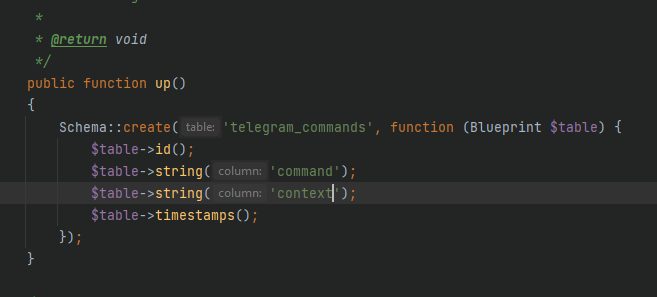 *
* @return void
*/
public function up()
{
Schema::create( table: 'telegram_commands', function (Blueprint $table) {
$table->id();
$table->string( column: 'command');
$table->string( column: 'context');
$table->timestamps();
});
}